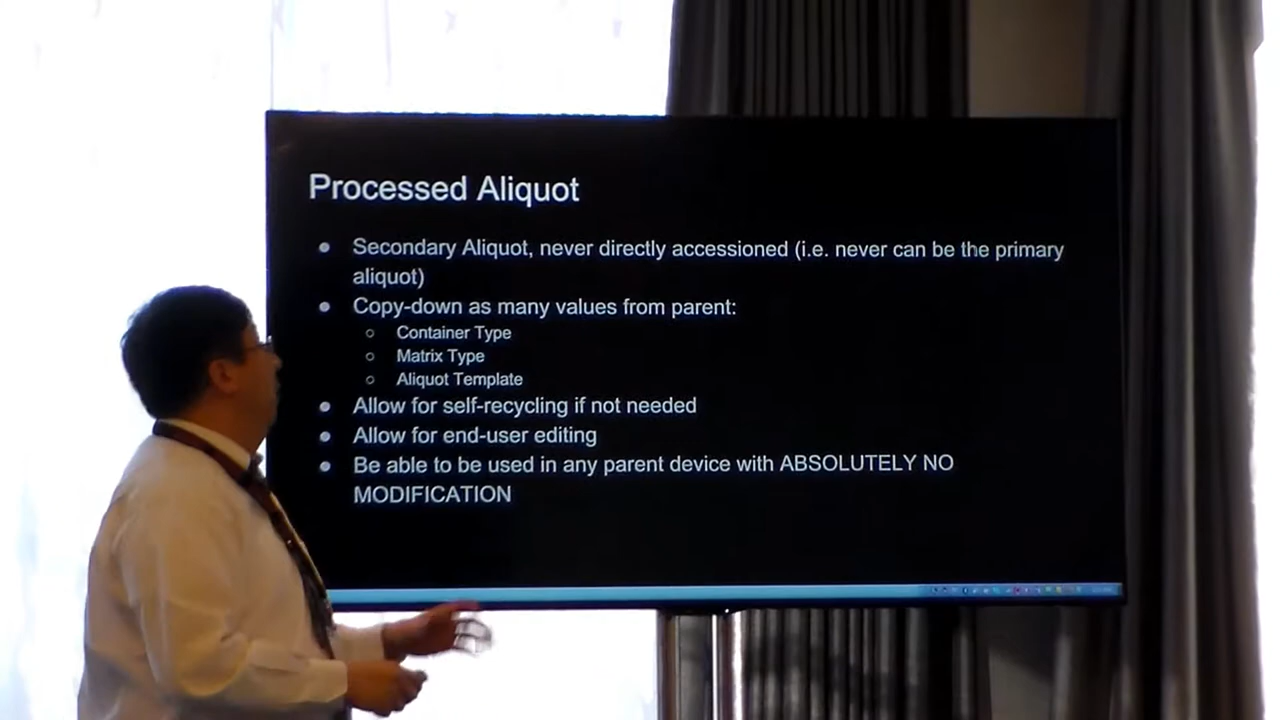 Processed Aliquot
● Secondary Aliquot, never directly accessioned (i.e. never can be the primary
aliquot)
● Copy-down as many values from parent:
○ Container Type
○ Matrix Type
○ Aliquot Template
● Allow for self-recycling if not needed
● Allow for end-user editing
● Be able to be used in any parent device with ABSOLUTELY NO
MODIFICATION